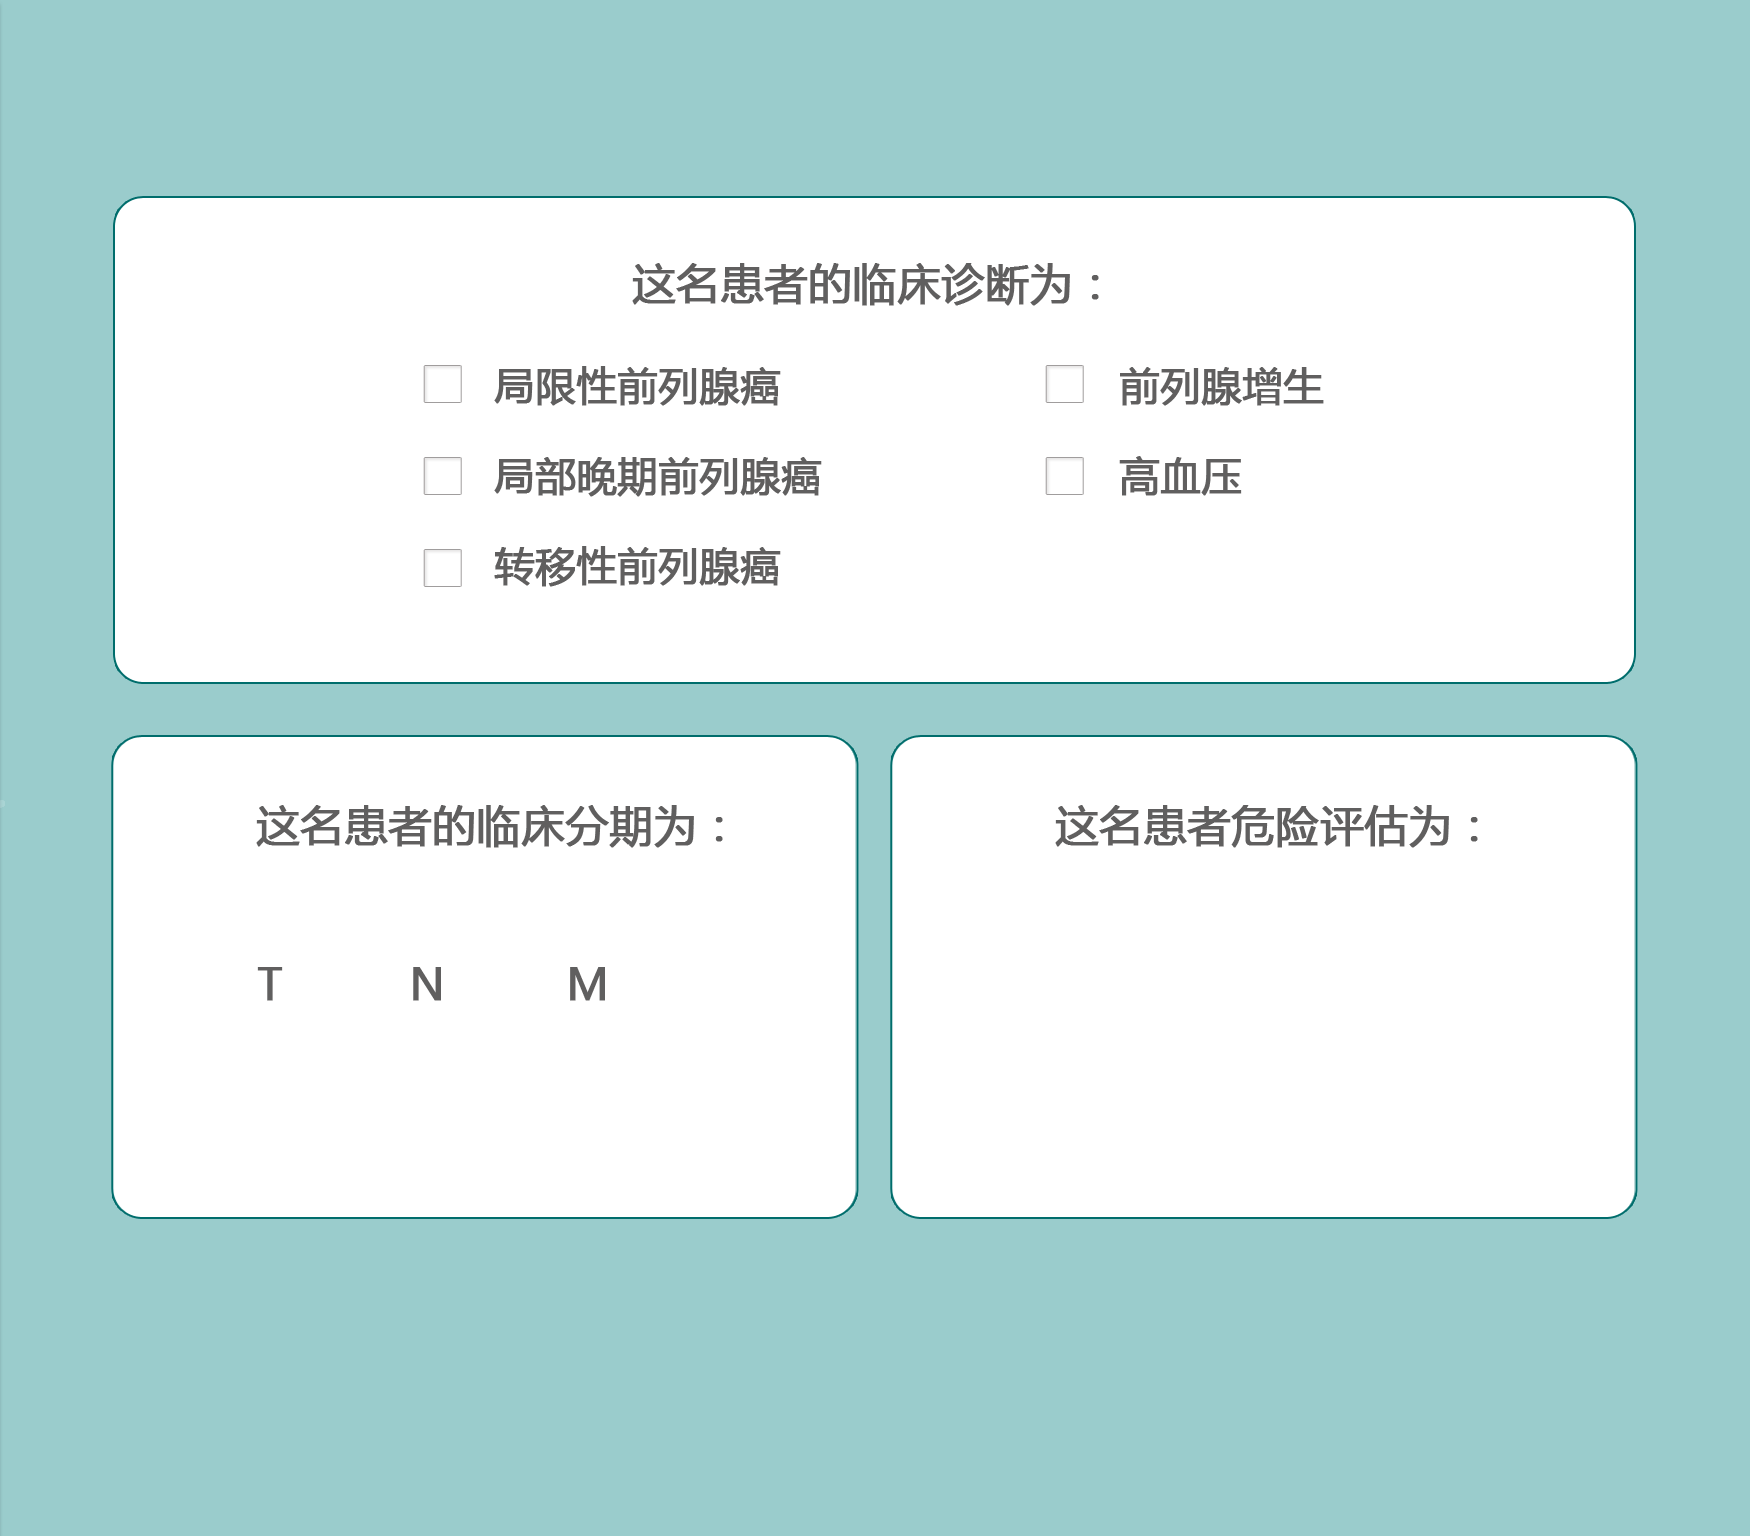 这名患者的临床诊断为：
局限性前列腺癌
前列腺增生
局部晚期前列腺癌
高血压
转移性前列腺癌
这名患者的临床分期为：
T N M
这名患者危险评估为：